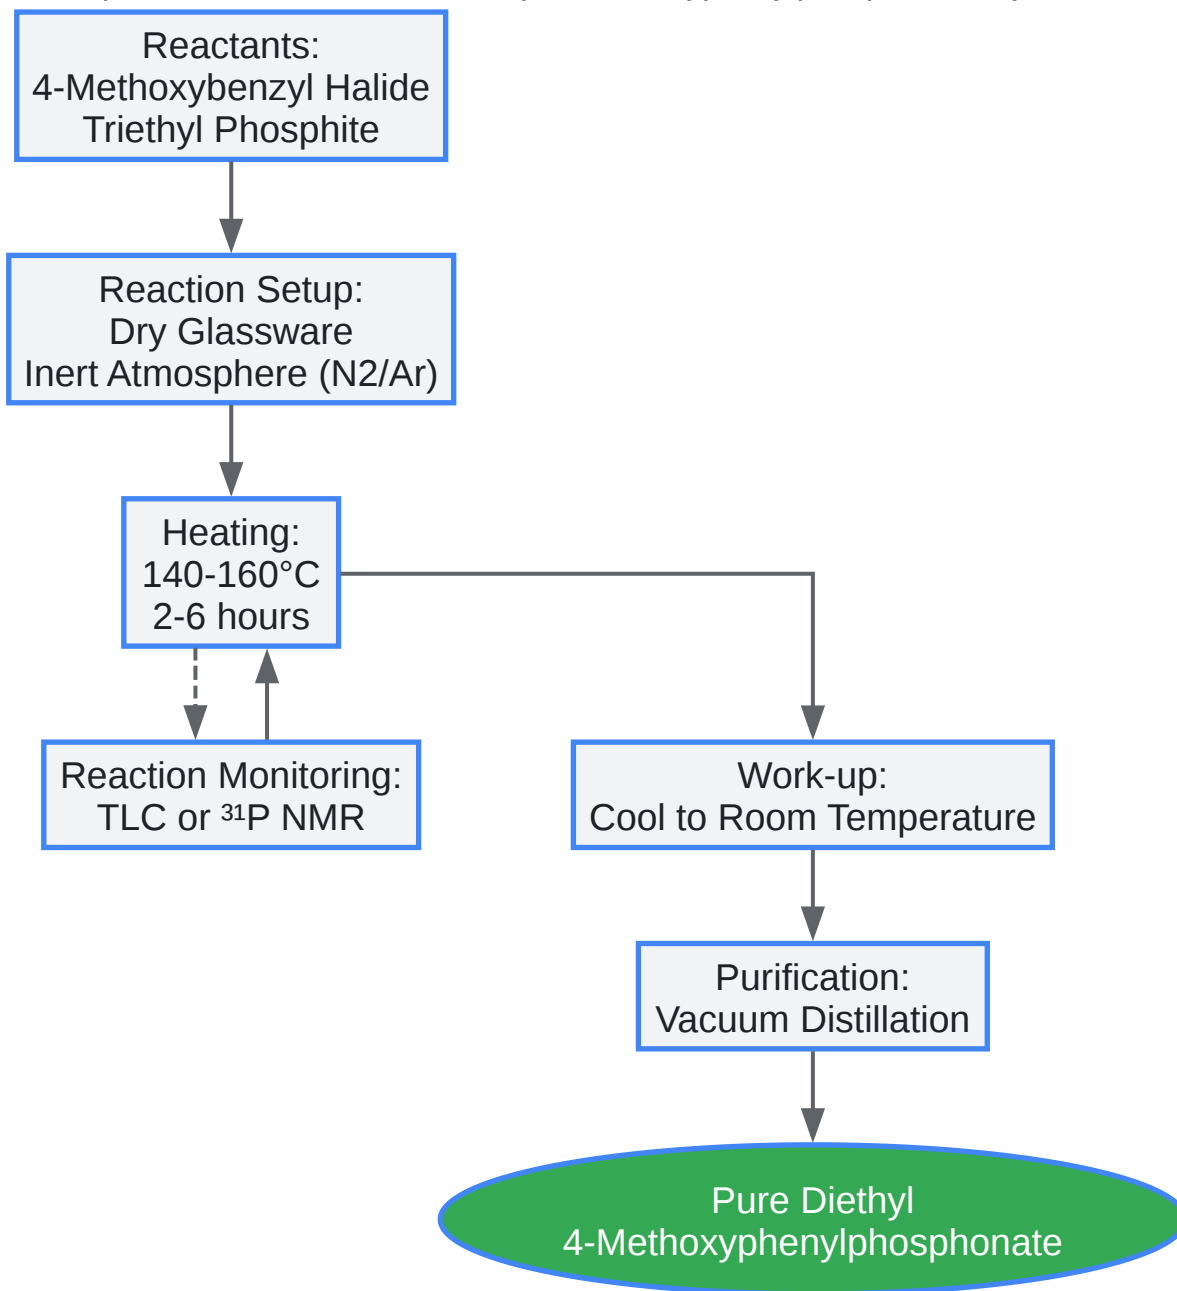 Reactants:
4-Methoxybenzyl Halide
Triethyl Phosphite
Reaction Setup:
Dry Glassware
Inert Atmosphere (N2/Ar)
Heating:
140-160°C
2-6 hours
Reaction Monitoring:
TLC or ³¹P NMR
Work-up:
Cool to Room Temperature
Purification:
Vacuum Distillation
Pure Diethyl
4-Methoxyphenylphosphonate